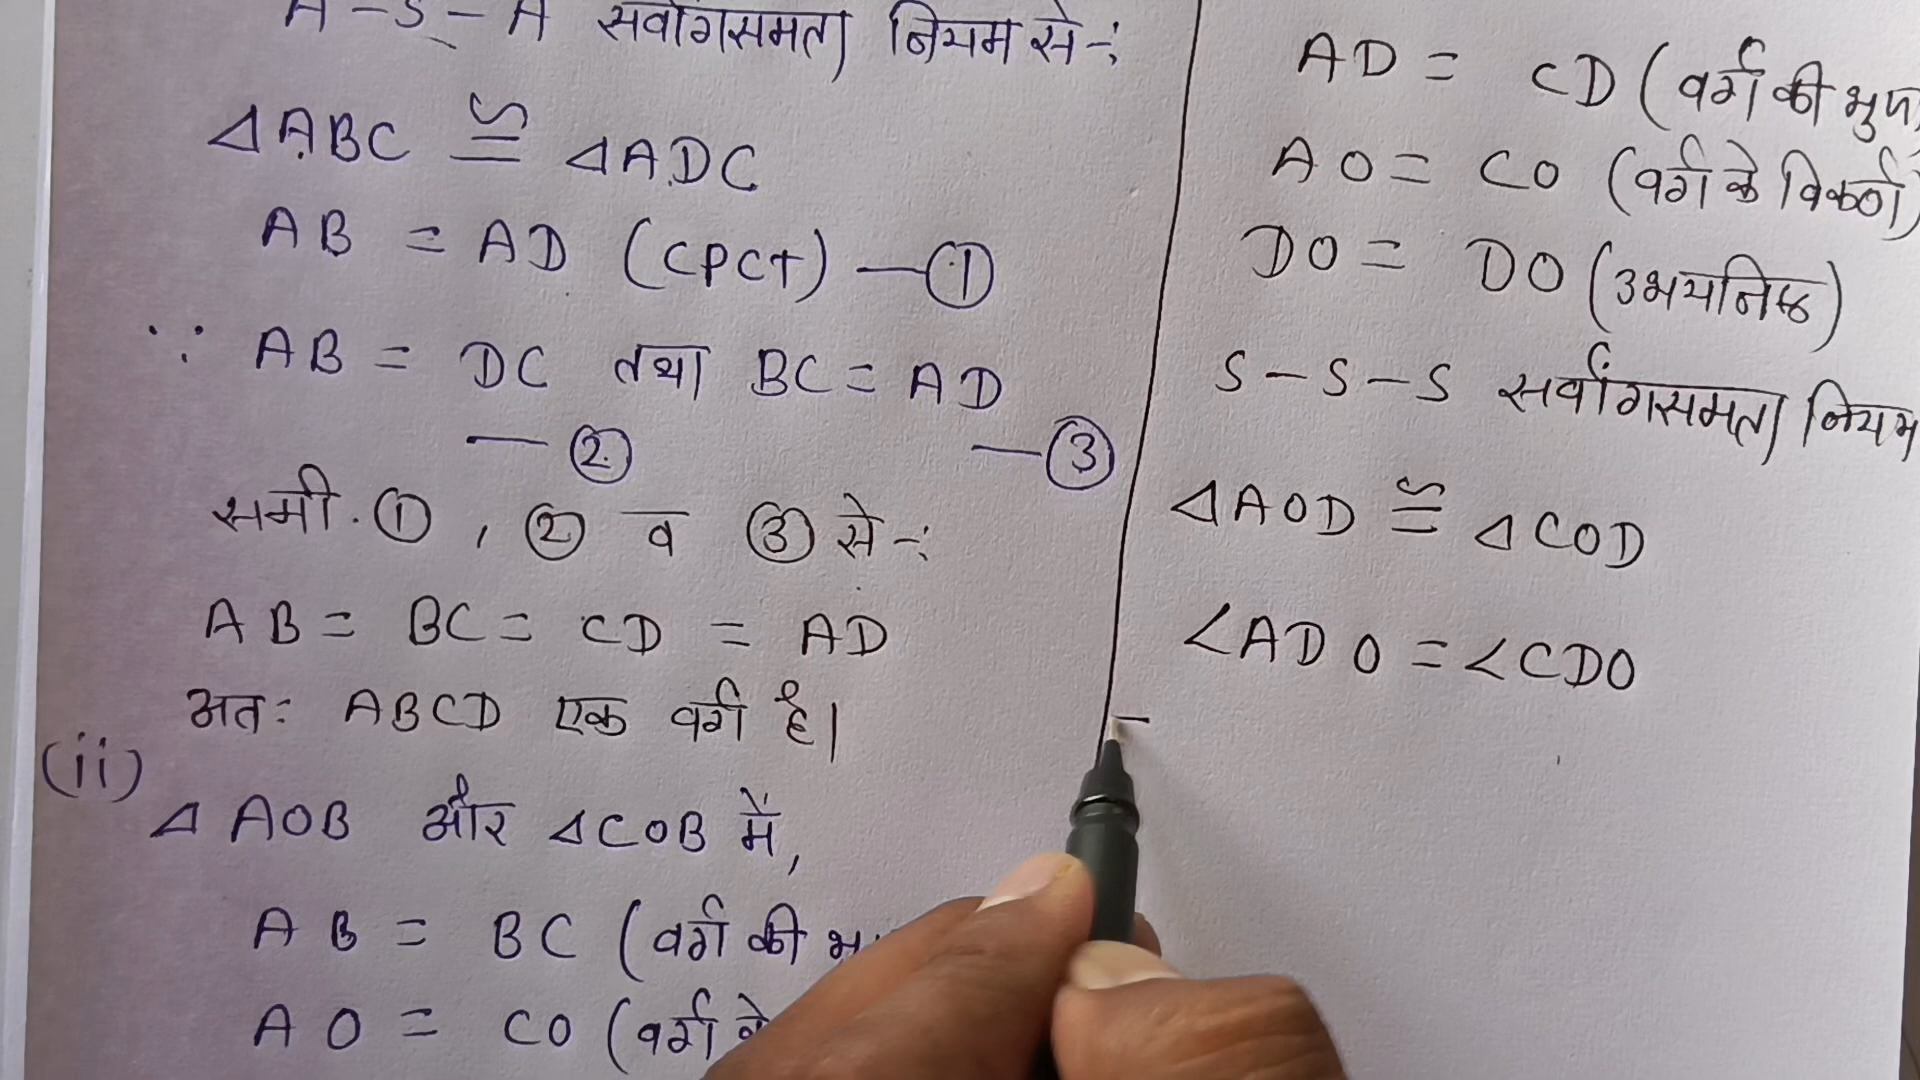 A-S-A सर्वांगसमता नियम से-:
△ABC ≅ △ADC
AB = AD (CPCT) —①
∵ AB = DC तथा BC = AD
—② —③
समी. ①, ② व ③ से-:
AB = BC = CD = AD
अतः ABCD एक वर्ग है।
(ii)
△AOB और △COB में,
AB = BC (वर्ग की
AO = CO (वर्ग के
AD = CD (वर्ग की
AO = CO (वर्ग के विकर्ण)
DO = DO (उभयनिष्ठ)
S-S-S सर्वांगसमता नियम
△AOD ≅ △COD
∠ADO = ∠CDO